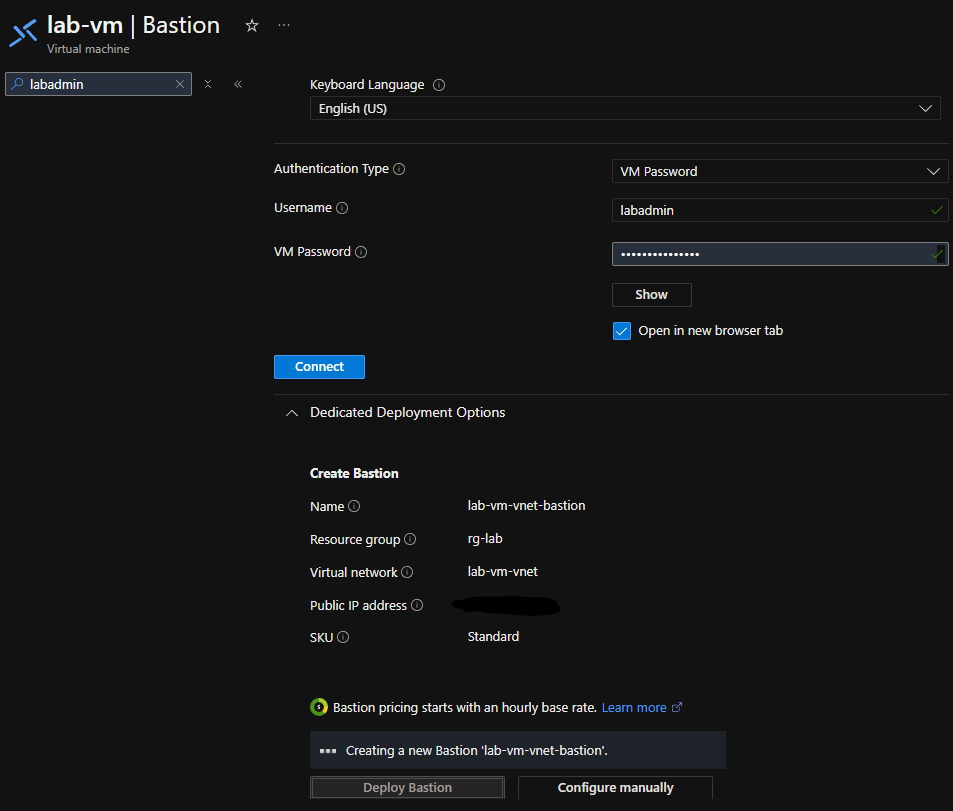 lab-vm | Bastion
Virtual machine
labadmin
Keyboard Language
English (US)
Authentication Type
VM Password
Username
labadmin
VM Password
•••••••••••••••
Show
Open in new browser tab
Connect
Dedicated Deployment Options
Create Bastion
Name lab-vm-vnet-bastion
Resource group rg-lab
Virtual network lab-vm-vnet
Public IP address
SKU Standard
Bastion pricing starts with an hourly base rate. Learn more
Creating a new Bastion 'lab-vm-vnet-bastion'.
Deploy Bastion
Configure manually